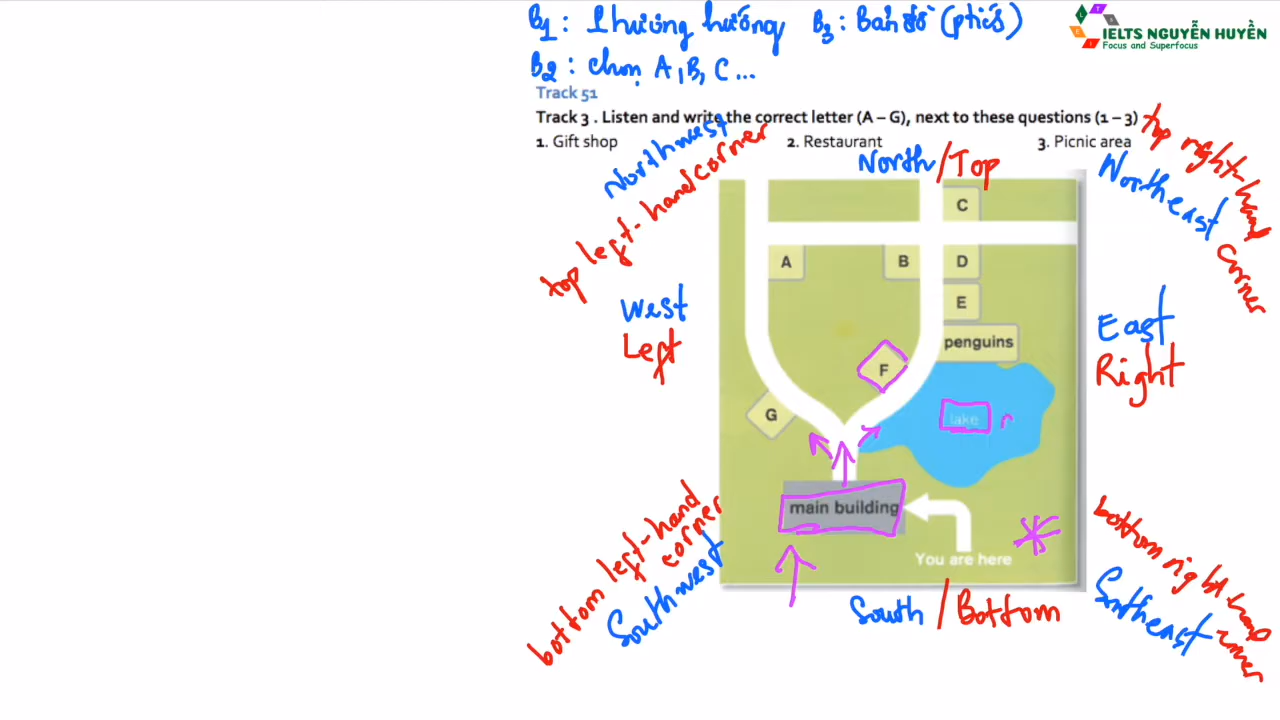 B1: Phương hướng B3: Bản đồ (ptích)
B2: chọn A, B, C...
IELTS NGUYỄN HUYỀN
Focus and Superfocus
Track 51
Track 3 . Listen and write the correct letter (A – G), next to these questions (1 – 3)
1. Gift shop 2. Restaurant 3. Picnic area
Northwest
top left-hand corner
North/Top
Northeast
top right-hand corner
C
A B D
E
West
Left
East
Right
penguins
F
G
lake
main building
You are here
bottom left-hand corner
Southwest
South/Bottom
bottom right-hand corner
Southeast